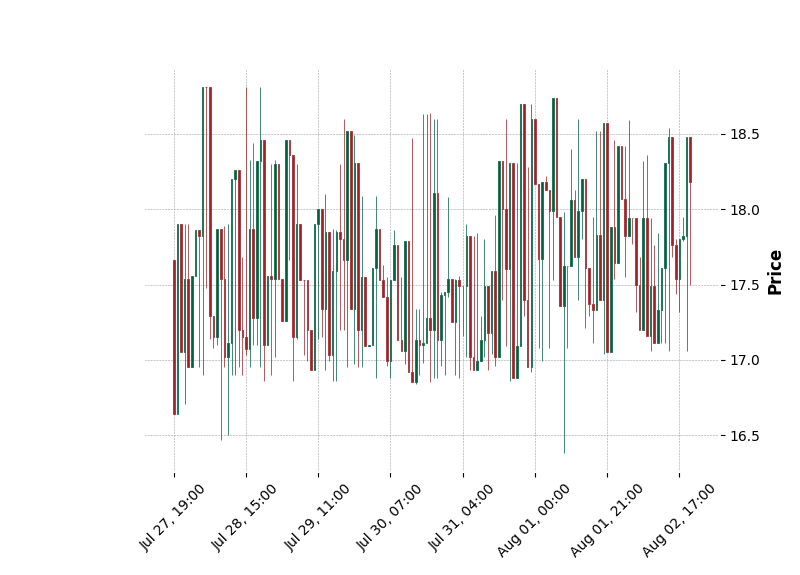 18.5
18.0
17.5
17.0
16.5
Price
Jul 27, 19:00
Jul 28, 15:00
Jul 29, 11:00
Jul 30, 07:00
Jul 31, 04:00
Aug 01, 00:00
Aug 01, 21:00
Aug 02, 17:00